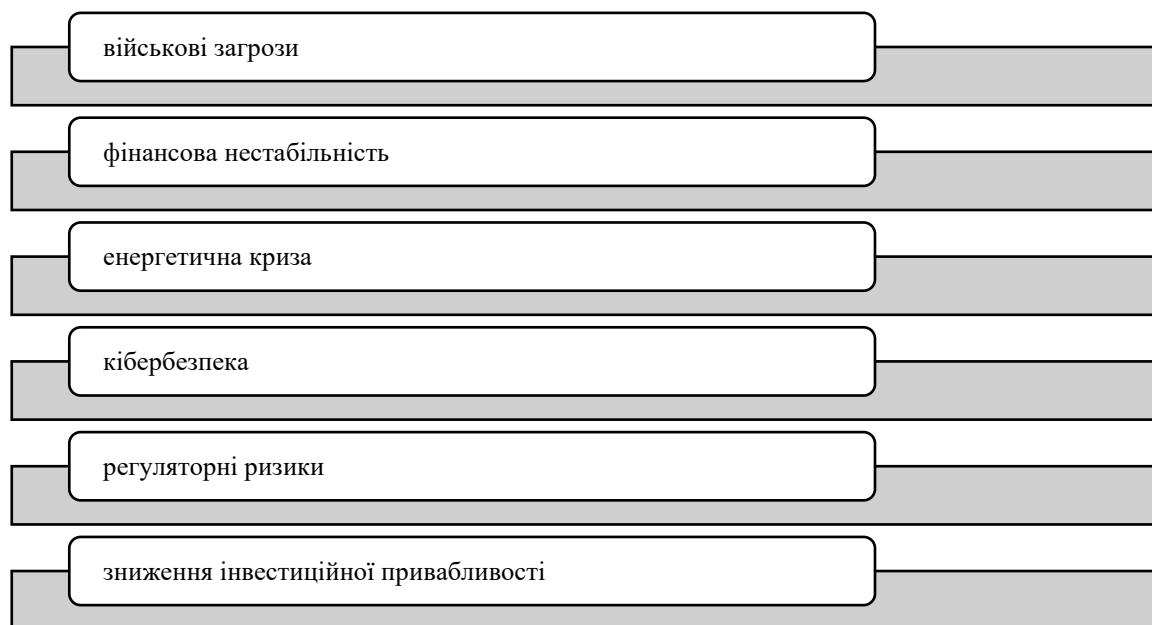 військові загрози
фінансова нестабільність
енергетична криза
кібербезпека
регуляторні ризики
зниження інвестиційної привабливості